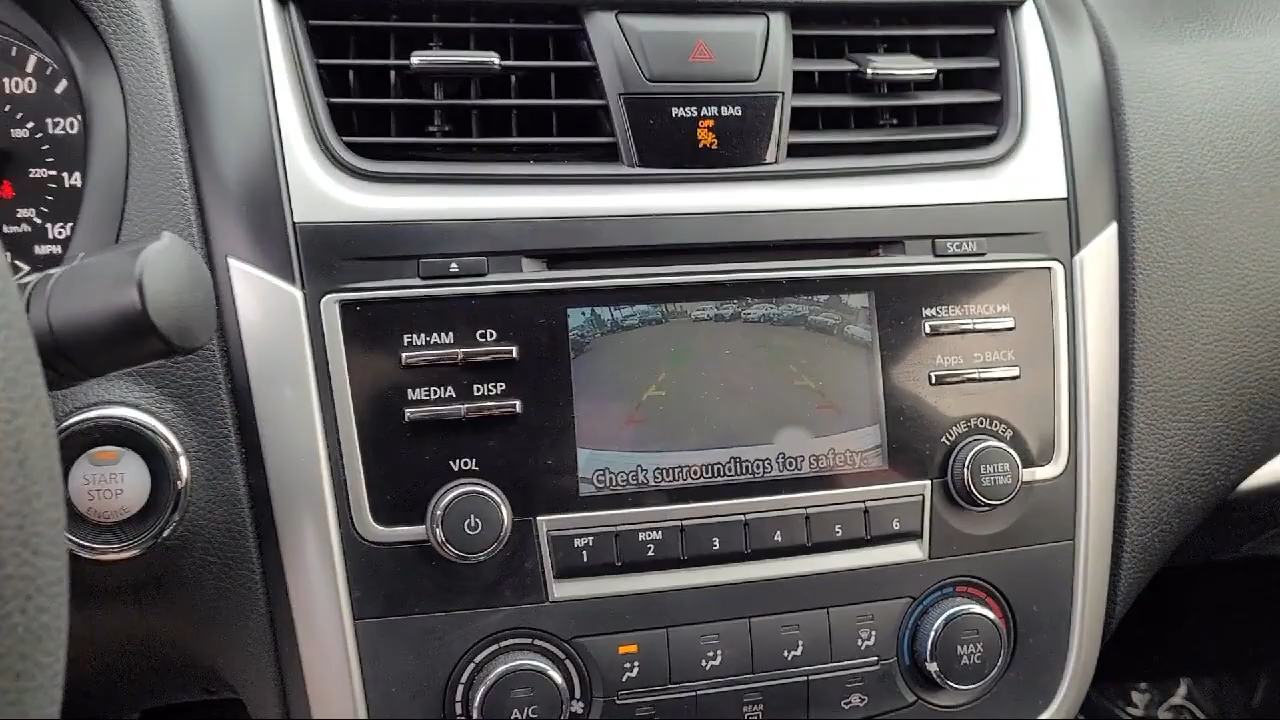 100
180 120
220 14
260 160
km/h
MPH
PASS AIR BAG
OFF
2
SCAN
FM·AM CD
MEDIA DISP
VOL
SEEK·TRACK
Apps BACK
TUNE·FOLDER
ENTER
SETTING
Check surroundings for safety.
START
STOP
ENGINE
RPT
1
RDM
2
3
4
5
6
A/C
REAR
MAX
A/C